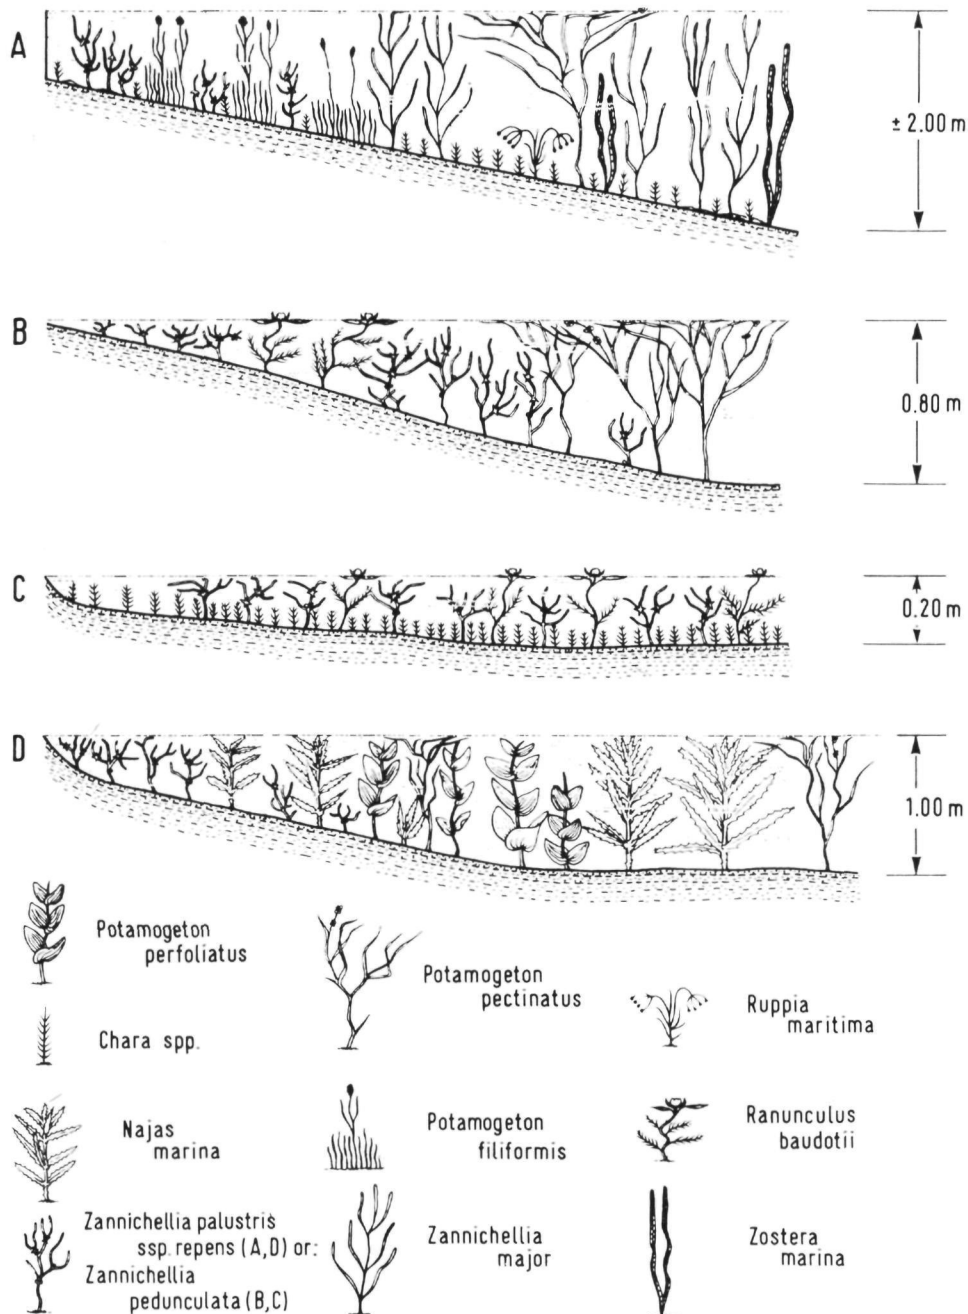 A
± 2.00 m
B
0.80 m
C
0.20 m
D
1.00 m
Potamogeton
perfoliatus
Potamogeton
pectinatus
Ruppia
maritima
Chara spp.
Najas
marina
Potamogeton
filiformis
Ranunculus
baudotii
Zannichellia palustris
ssp. repens (A,D) or:
Zannichellia
pedunculata (B,C)
Zannichellia
major
Zostera
marina